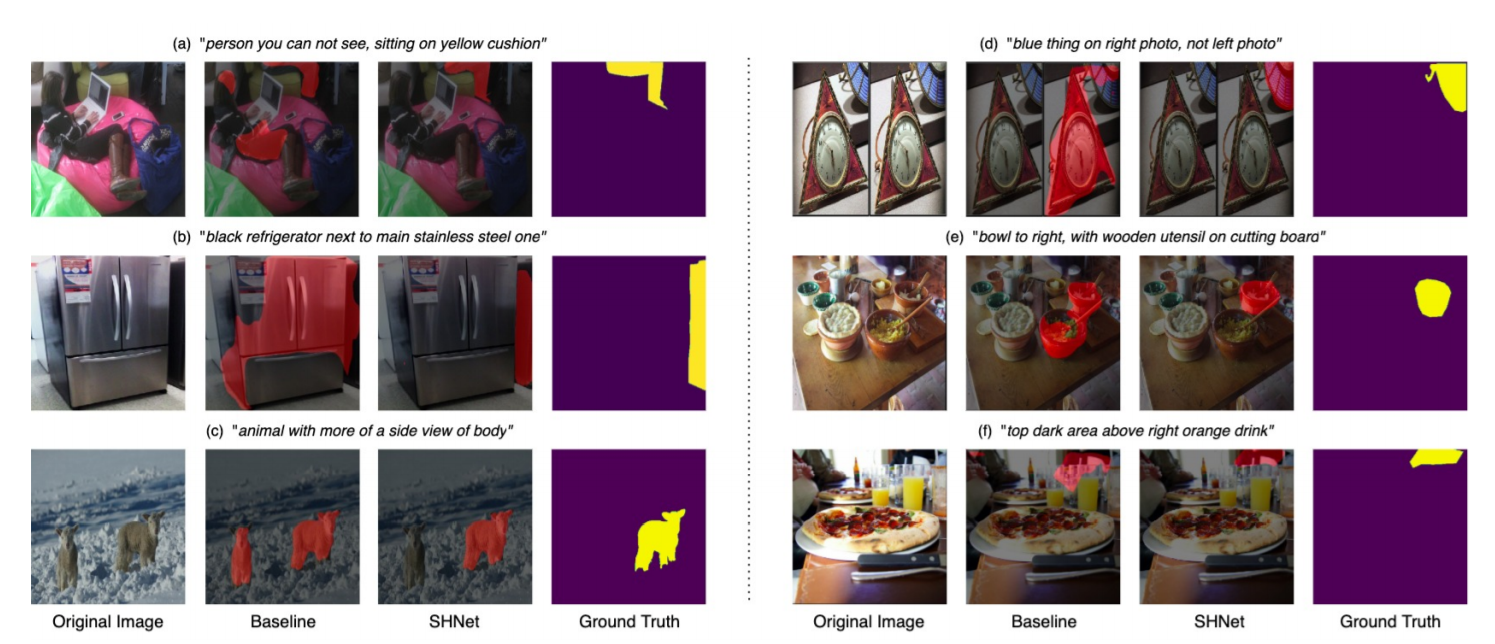 (a) "person you can not see, sitting on yellow cushion"
(b) "black refrigerator next to main stainless steel one"
(c) "animal with more of a side view of body"
Original Image
Baseline
SHNet
Ground Truth
(d) "blue thing on right photo, not left photo"
(e) "bowl to right, with wooden utensil on cutting board"
(f) "top dark area above right orange drink"
Original Image
Baseline
SHNet
Ground Truth